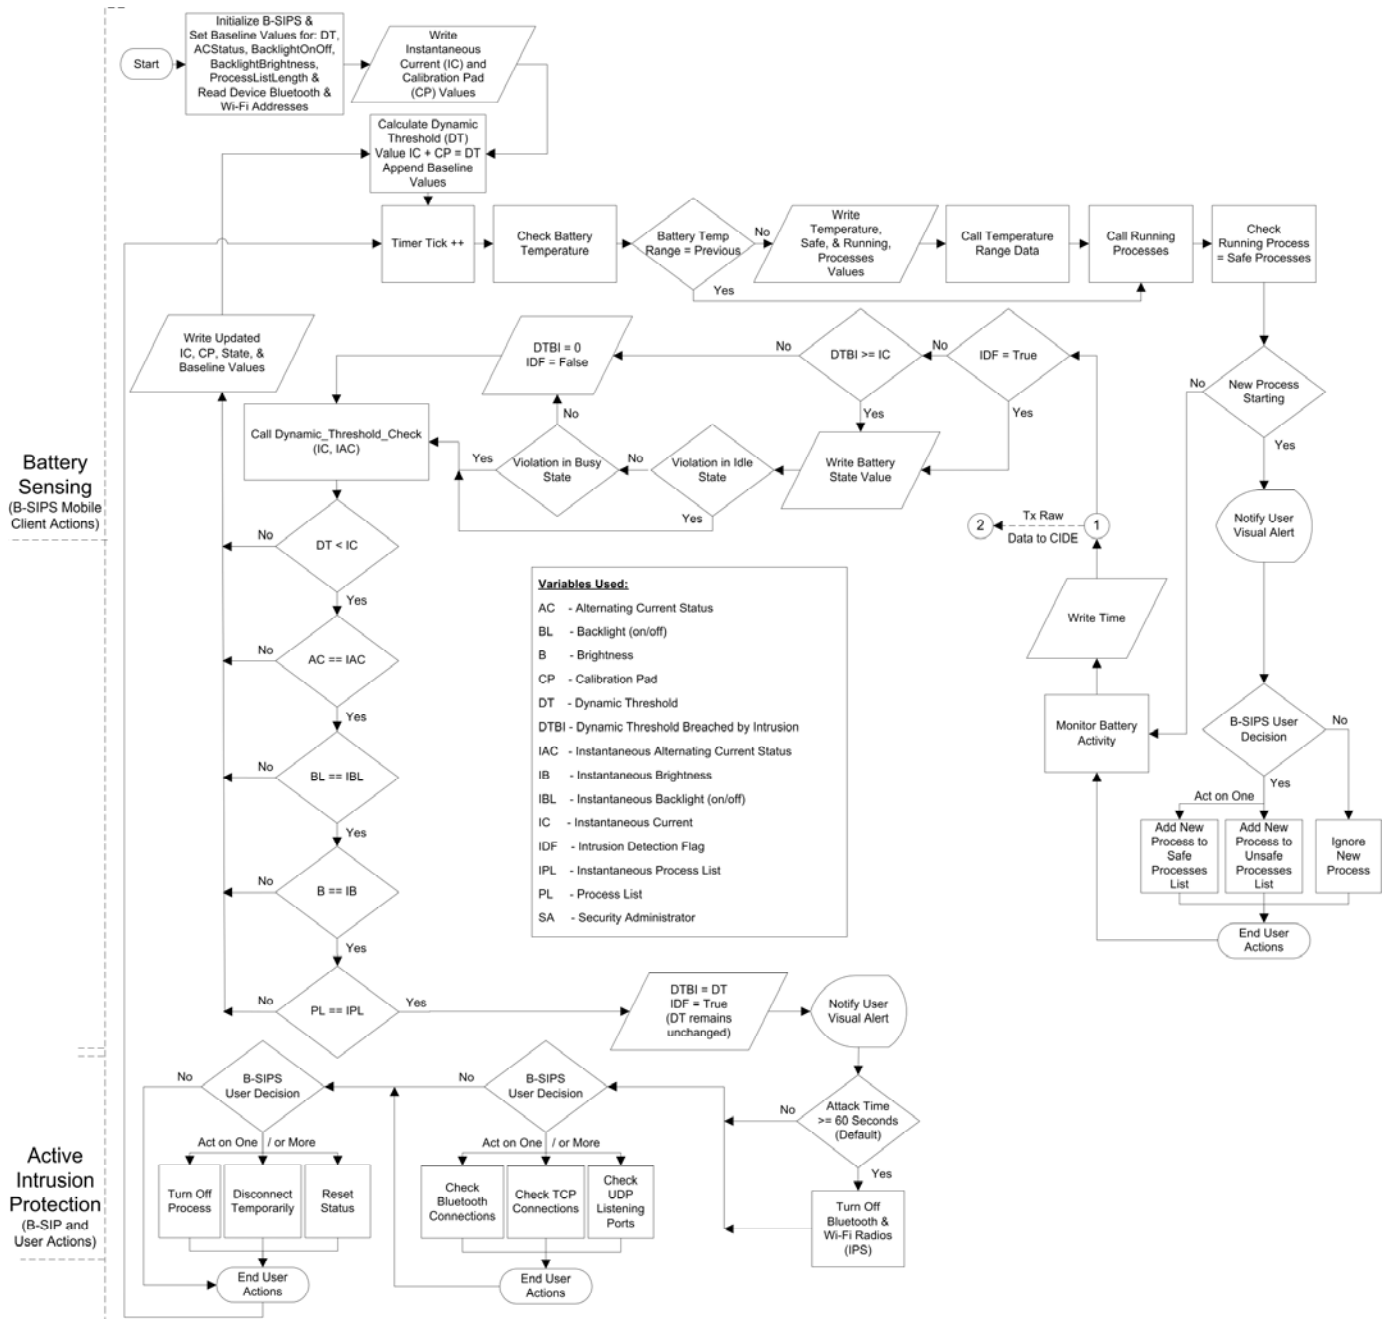 Initialize B-SIPS &
Set Baseline Values for: DT,
ACStatus, BacklightOnOff,
BacklightBrightness,
ProcessListLength &
Read Device Bluetooth &
Wi-Fi Addresses
Write
Instantaneous
Current (IC) and
Calibration Pad
(CP) Values
Start
Calculate Dynamic
Threshold (DT)
Value IC + CP = DT
Append Baseline
Values
Timer Tick ++
Check Battery
Temperature
Battery Temp
Range = Previous
No
Yes
Write
Temperature,
Safe, & Running,
Processes
Values
Call Temperature
Range Data
Call Running
Processes
Check
Running Process
= Safe Processes
Write Updated
IC, CP, State, &
Baseline Values
DTBI = 0
IDF = False
No
DTBI >= IC
No
IDF = True
Yes
Yes
No
New Process
Starting
Yes
Call Dynamic_Threshold_Check
(IC, IAC)
No
Yes
Violation in Busy
State
No
Violation in Idle
State
Yes
Write Battery
State Value
Battery
Sensing
(B-SIPS Mobile
Client Actions)
2
Tx Raw
Data to CIDE
1
Notify User
Visual Alert
No
DT < IC
Yes
No
AC == IAC
Yes
No
BL == IBL
Yes
No
B == IB
Yes
No
PL == IPL
Yes
Variables Used:
AC - Alternating Current Status
BL - Backlight (on/off)
B - Brightness
CP - Calibration Pad
DT - Dynamic Threshold
DTBI - Dynamic Threshold Breached by Intrusion
IAC - Instantaneous Alternating Current Status
IB - Instantaneous Brightness
IBL - Instantaneous Backlight (on/off)
IC - Instantaneous Current
IDF - Intrusion Detection Flag
IPL - Instantaneous Process List
PL - Process List
SA - Security Administrator
Write Time
Monitor Battery
Activity
B-SIPS User
Decision
No
Yes
Act on One
Add New
Process to
Safe
Processes
List
Add New
Process to
Unsafe
Processes
List
Ignore
New
Process
End User
Actions
DTBI = DT
IDF = True
(DT remains
unchanged)
Notify User
Visual Alert
No
B-SIPS
User Decision
No
B-SIPS
User Decision
No
Attack Time
>= 60 Seconds
(Default)
Yes
Active
Intrusion
Protection
(B-SIP and
User Actions)
Act on One / or More
Turn Off
Process
Disconnect
Temporarily
Reset
Status
End User
Actions
Act on One / or More
Check
Bluetooth
Connections
Check TCP
Connections
Check
UDP
Listening
Ports
End User
Actions
Turn Off
Bluetooth &
Wi-Fi Radios
(IPS)